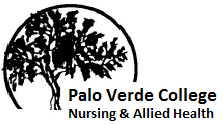 Palo Verde College
Nursing & Allied Health